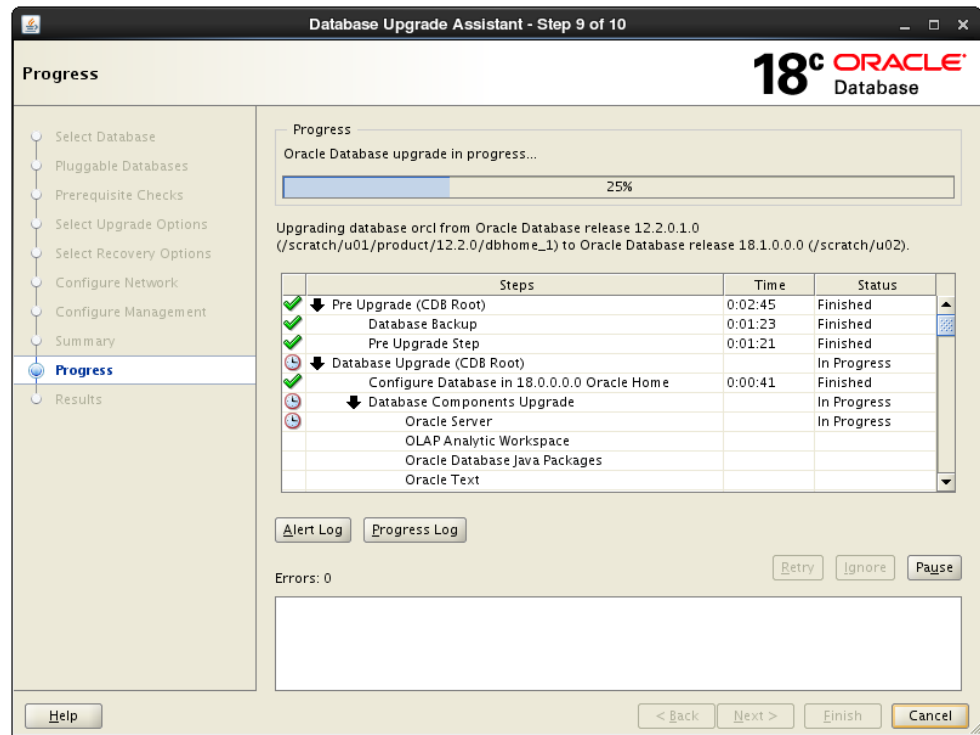 Database Upgrade Assistant - Step 9 of 10
Progress
18c ORACLE
Database
Select Database
Pluggable Databases
Prerequisite Checks
Select Upgrade Options
Select Recovery Options
Configure Network
Configure Management
Summary
Progress
Results
Progress
Oracle Database upgrade in progress...
25%
Upgrading database orcl from Oracle Database release 12.2.0.1.0
(/scratch/u01/product/12.2.0/dbhome_1) to Oracle Database release 18.1.0.0.0 (/scratch/u02).
Steps Time Status
Pre Upgrade (CDB Root) 0:02:45 Finished
Database Backup 0:01:23 Finished
Pre Upgrade Step 0:01:21 Finished
Database Upgrade (CDB Root) In Progress
Configure Database in 18.0.0.0.0 Oracle Home 0:00:41 Finished
Database Components Upgrade In Progress
Oracle Server In Progress
OLAP Analytic Workspace
Oracle Database Java Packages
Oracle Text
Alert Log Progress Log
Retry Ignore Pause
Errors: 0
Help < Back Next > Finish Cancel